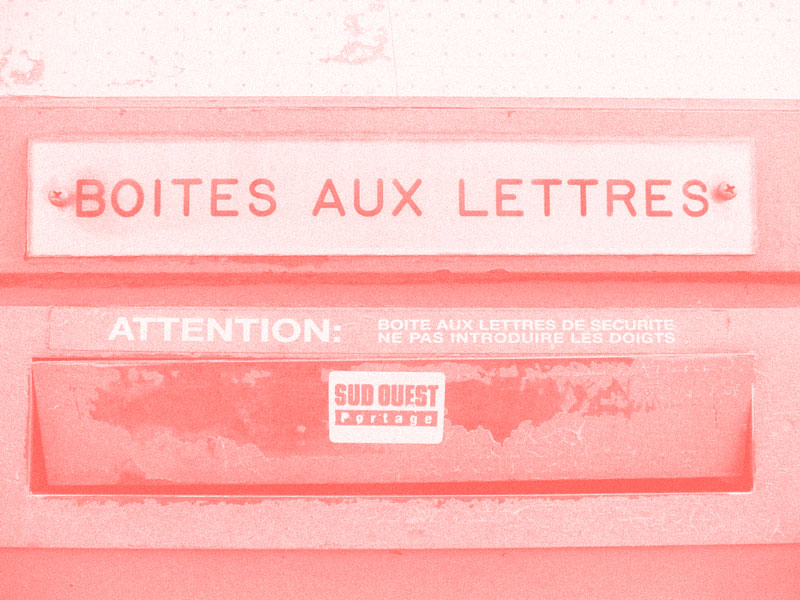 BOITES AUX LETTRES
ATTENTION:
BOITE AUX LETTRES DE SECURITE
NE PAS INTRODUIRE LES DOIGTS
SUD OUEST
Portage